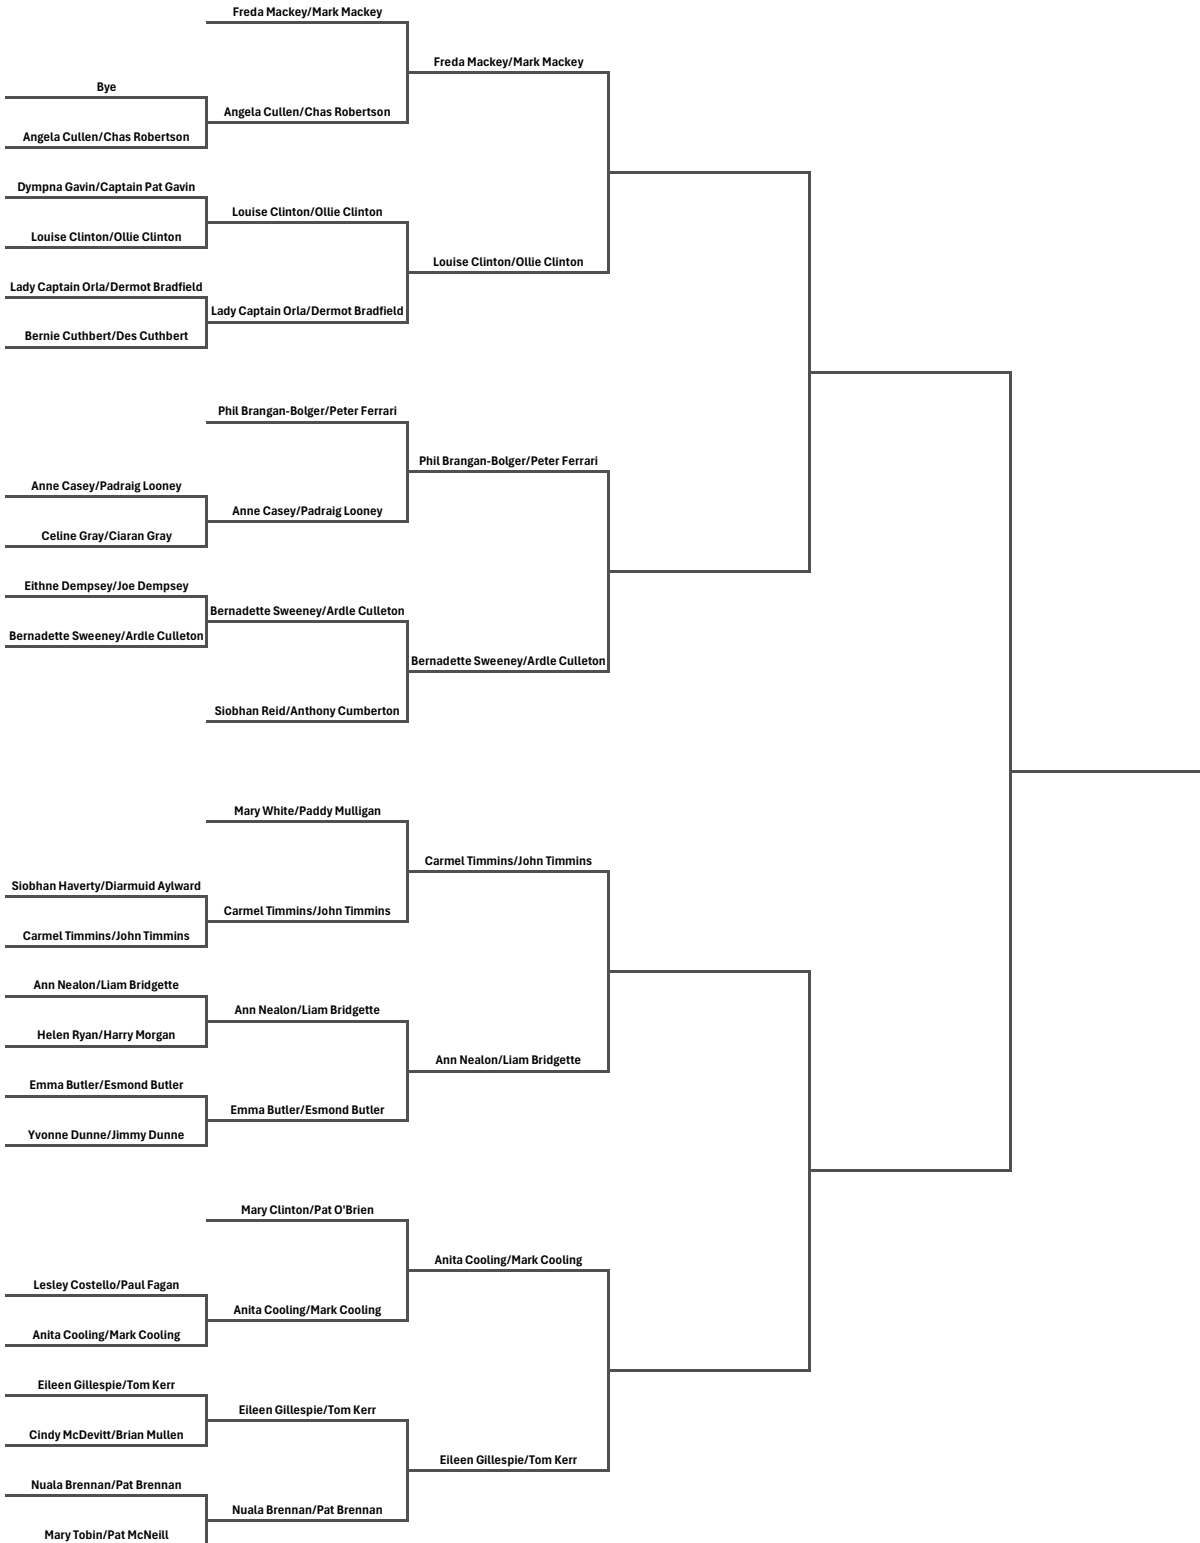 Freda Mackey/Mark Mackey
Freda Mackey/Mark Mackey
Bye
Angela Cullen/Chas Robertson
Angela Cullen/Chas Robertson
Dympna Gavin/Captain Pat Gavin
Louise Clinton/Ollie Clinton
Louise Clinton/Ollie Clinton
Louise Clinton/Ollie Clinton
Lady Captain Orla/Dermot Bradfield
Lady Captain Orla/Dermot Bradfield
Bernie Cuthbert/Des Cuthbert
Phil Brangan-Bolger/Peter Ferrari
Phil Brangan-Bolger/Peter Ferrari
Anne Casey/Padraig Looney
Anne Casey/Padraig Looney
Celine Gray/Ciaran Gray
Eithne Dempsey/Joe Dempsey
Bernadette Sweeney/Ardle Culleton
Bernadette Sweeney/Ardle Culleton
Bernadette Sweeney/Ardle Culleton
Siobhan Reid/Anthony Cumberton
Mary White/Paddy Mulligan
Carmel Timmins/John Timmins
Siobhan Haverty/Diarmuid Aylward
Carmel Timmins/John Timmins
Carmel Timmins/John Timmins
Ann Nealon/Liam Bridgette
Ann Nealon/Liam Bridgette
Helen Ryan/Harry Morgan
Ann Nealon/Liam Bridgette
Emma Butler/Esmond Butler
Emma Butler/Esmond Butler
Yvonne Dunne/Jimmy Dunne
Mary Clinton/Pat O'Brien
Anita Cooling/Mark Cooling
Lesley Costello/Paul Fagan
Anita Cooling/Mark Cooling
Anita Cooling/Mark Cooling
Eileen Gillespie/Tom Kerr
Eileen Gillespie/Tom Kerr
Cindy McDevitt/Brian Mullen
Eileen Gillespie/Tom Kerr
Nuala Brennan/Pat Brennan
Nuala Brennan/Pat Brennan
Mary Tobin/Pat McNeill